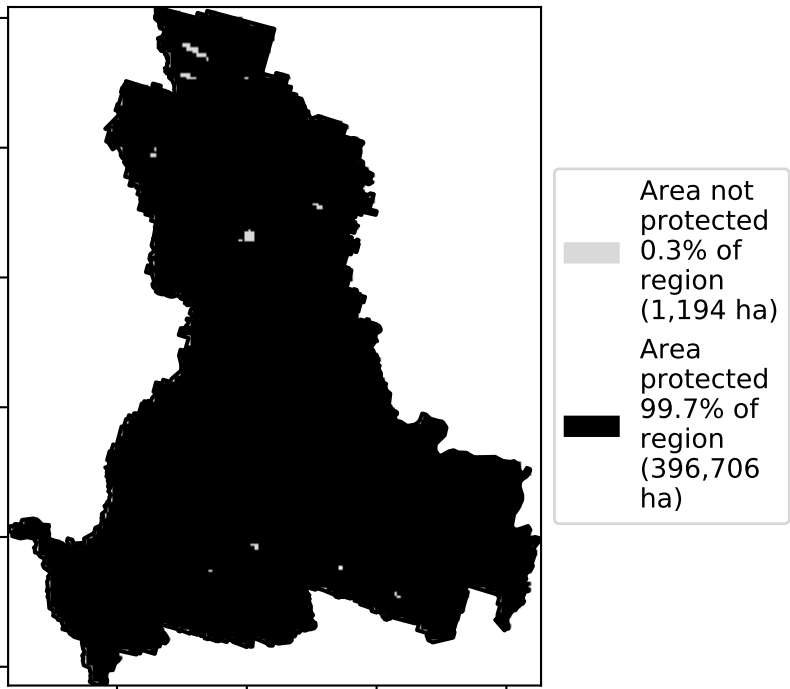 Area not
protected
0.3% of
region
(1,194 ha)
Area
protected
99.7% of
region
(396,706
ha)